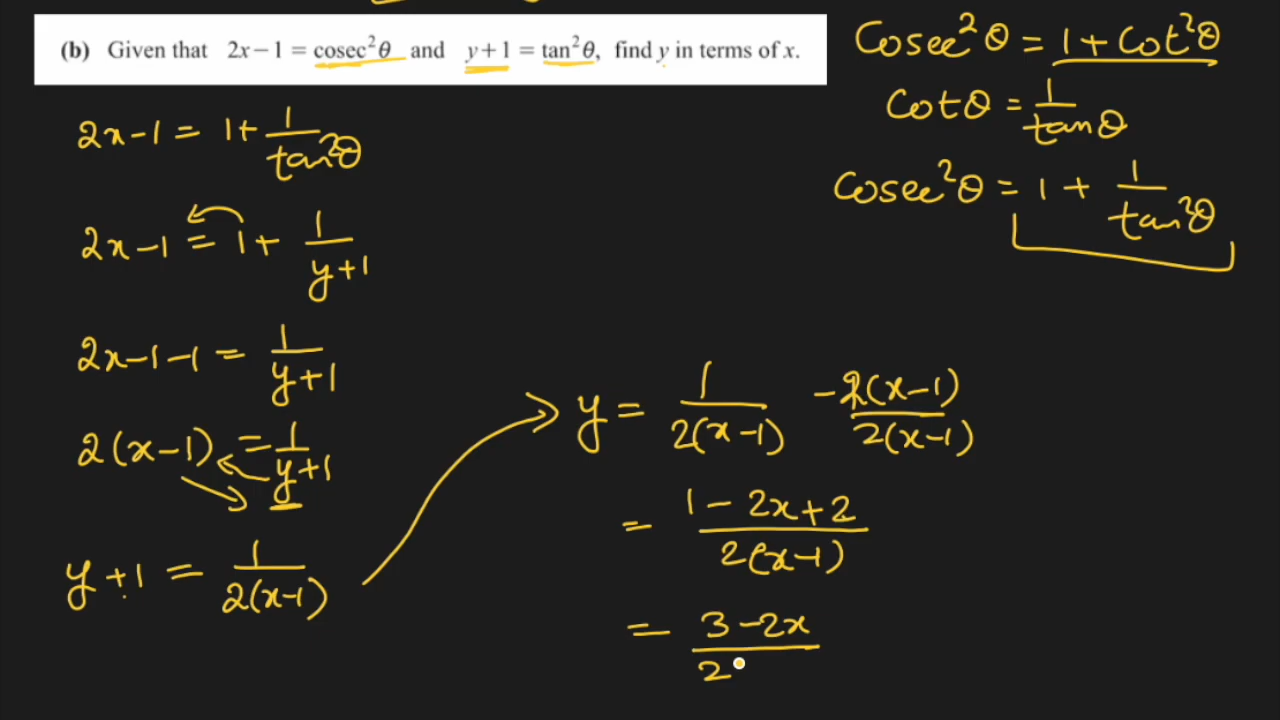 (b) Given that 2x−1 = cosec²θ and y+1 = tan²θ, find y in terms of x.
Cosec²θ = 1 + Cot²θ
Cotθ = 1/tanθ
Cosec²θ = 1 + 1/tan²θ
2x−1 = 1+ 1/tan²θ
2x−1 = 1+ 1/y+1
2x−1−1 = 1/y+1
2(x−1) = 1/y+1
y+1 = 1/2(x−1)
y = 1/2(x−1) −2(x−1)/2(x−1)
= 1−2x+2/2(x−1)
= 3−2x/2